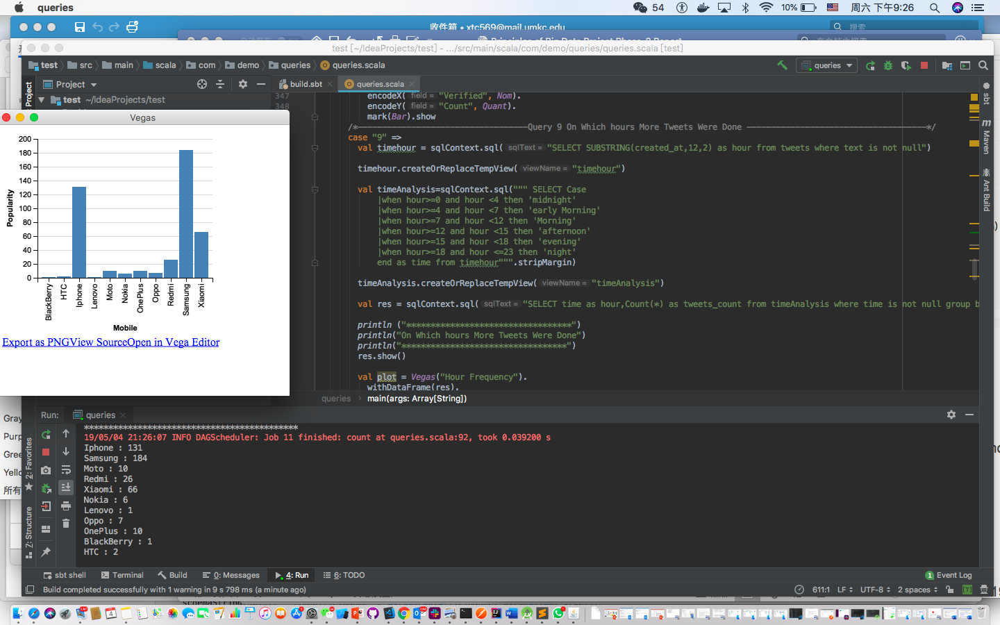 queries
54
10%
周六 下午9:26
收件箱 • xtc569@mail.umkc.edu
搜索
test [~/IdeaProjects/test] - .../src/main/scala/com/demo/queries/queries.scala [test]
test
src
main
scala
com
demo
queries
queries.scala
queries
Project
build.sbt
queries.scala
test ~/IdeaProjects/test
Project
sbt
Maven
Ant Build
347
348
encodeX( field = "Verified", Nom).
encodeY( field = "Count", Quant).
mark(Bar).show
/*——————————Query 9 On Which hours More Tweets Were Done ——————————*/
case "9" =>
val timehour = sqlContext.sql( sqlText = "SELECT SUBSTRING(created_at,12,2) as hour from tweets where text is not null")
timehour.createOrReplaceTempView( viewName = "timehour")
val timeAnalysis=sqlContext.sql(""" SELECT Case
|when hour>=0 and hour <4 then 'midnight'
|when hour>=4 and hour <7 then 'early Morning'
|when hour>=7 and hour <12 then 'Morning'
|when hour>=12 and hour <15 then 'afternoon'
|when hour>=15 and hour <18 then 'evening'
|when hour>=18 and hour <=23 then 'night'
end as time from timehour""".stripMargin)
timeAnalysis.createOrReplaceTempView( viewName = "timeAnalysis")
val res = sqlContext.sql( sqlText = "SELECT time as hour,Count(*) as tweets_count from timeAnalysis where time is not null group b
println ("**********************************")
println("On Which hours More Tweets Were Done")
println("**********************************")
res.show()
val plot = Vegas("Hour Frequency").
withDataFrame(res).
queries
main(args: Array[String])
Vegas
200
180
160
140
120
100
80
60
40
20
0
Popularity
BlackBerry
HTC
Iphone
Lenovo
Moto
Nokia
OnePlus
Oppo
Redmi
Samsung
Xiaomi
Mobile
Export as PNGView SourceOpen in Vega Editor
Gray
Purp
Gree
Yello
所有
Run:
queries
********************************************
19/05/04 21:26:07 INFO DAGScheduler: Job 11 finished: count at queries.scala:92, took 0.039200 s
Iphone : 131
Samsung : 184
Moto : 10
Redmi : 26
Xiaomi : 66
Nokia : 6
Lenovo : 1
Oppo : 7
OnePlus : 10
BlackBerry : 1
HTC : 2
2: Favorites
7: Structure
sbt shell
Terminal
Build
0: Messages
4: Run
6: TODO
1 Event Log
Build completed successfully with 1 warning in 9 s 798 ms (a minute ago)
611:1
LF
UTF-8
2 spaces